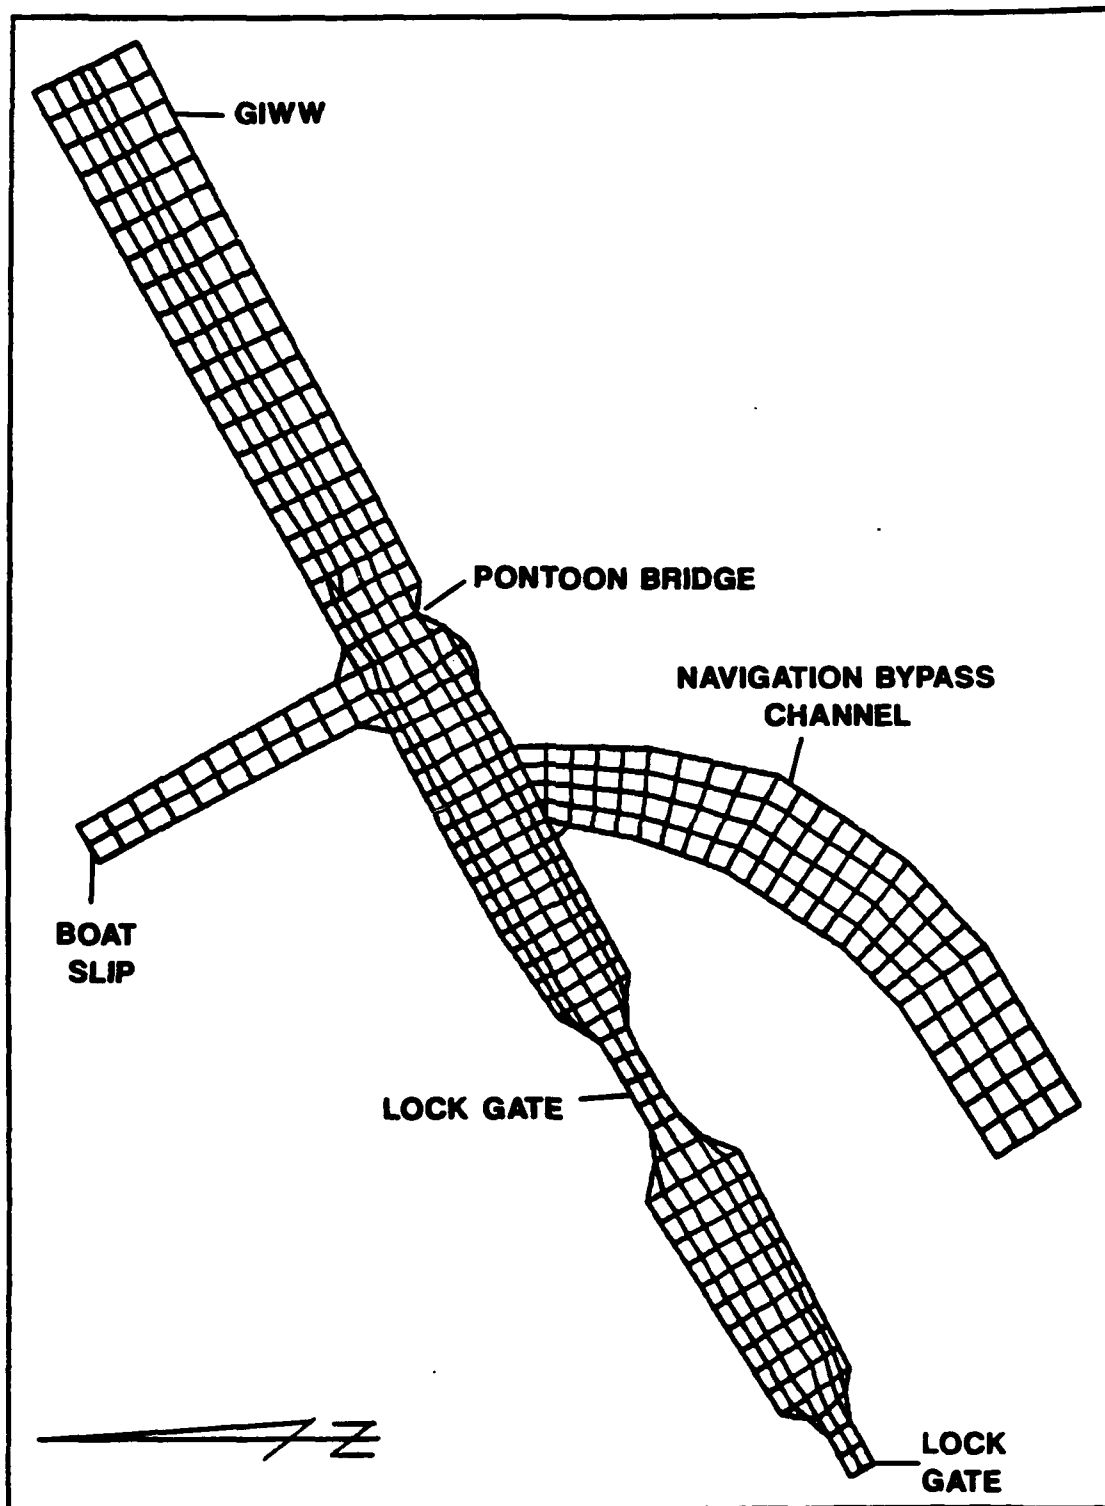 GIWW
PONTOON BRIDGE
NAVIGATION BYPASS
CHANNEL
BOAT
SLIP
LOCK GATE
N
LOCK
GATE